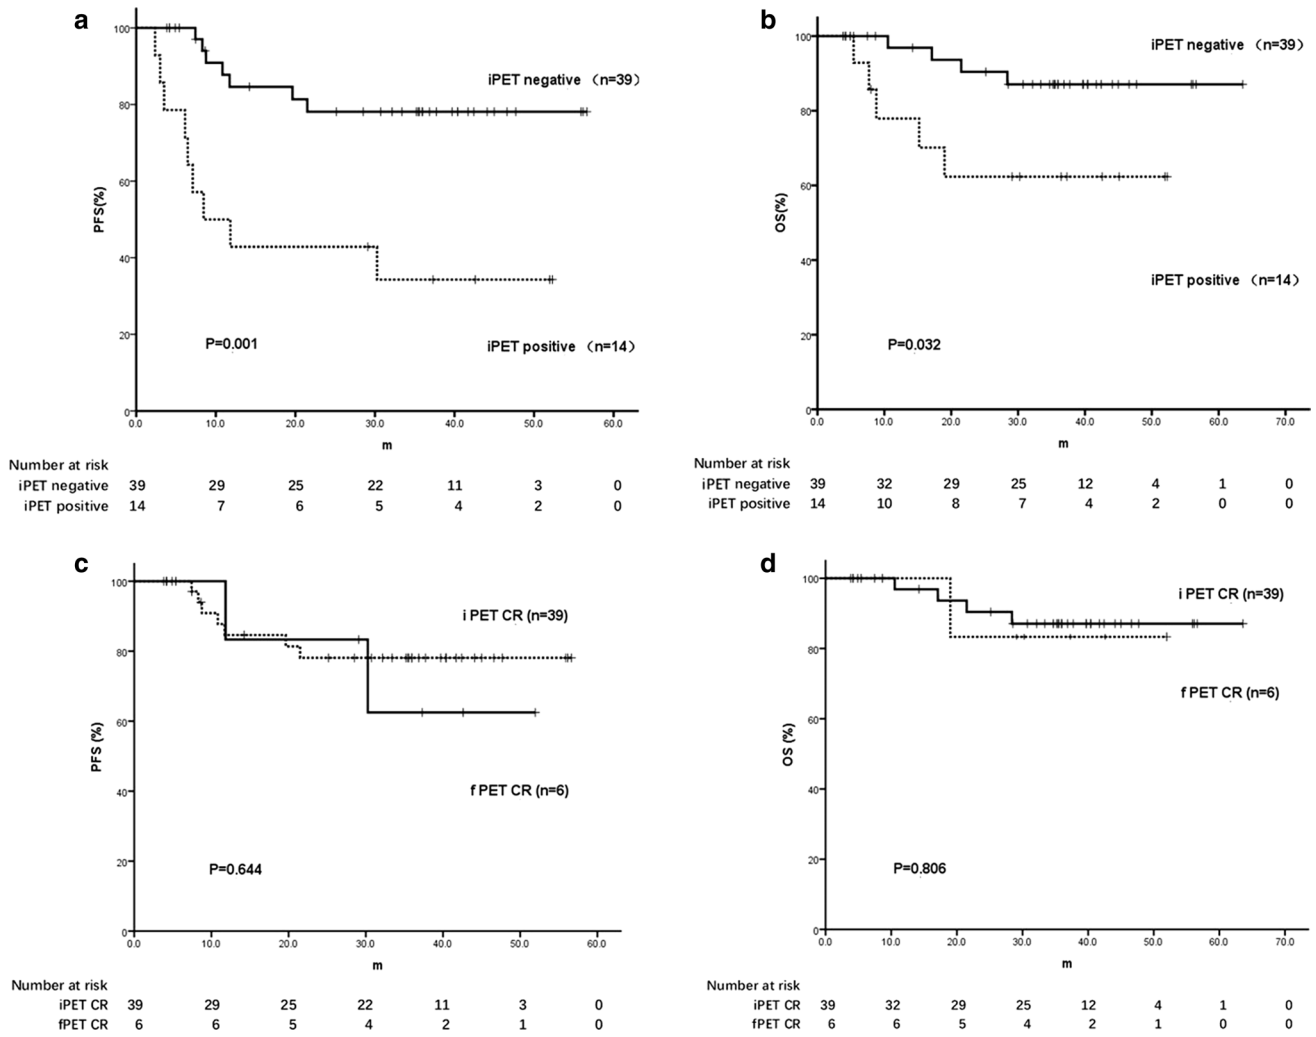 a
100
80
60
40
20
0
PFS(%)
iPET negative （n=39）
P=0.001
iPET positive （n=14）
0.0 10.0 20.0 30.0 40.0 50.0 60.0
m
Number at risk
iPET negative 39 29 25 22 11 3 0
iPET positive 14 7 6 5 4 2 0
b
100
80
60
40
20
0
OS(%)
iPET negative （n=39）
iPET positive （n=14）
P=0.032
0.0 10.0 20.0 30.0 40.0 50.0 60.0 70.0
m
Number at risk
iPET negative 39 32 29 25 12 4 1 0
iPET positive 14 10 8 7 4 2 0 0
c
100
80
60
40
20
0
PFS (%)
i PET CR (n=39)
f PET CR (n=6)
P=0.644
0.0 10.0 20.0 30.0 40.0 50.0 60.0
m
Number at risk
iPET CR 39 29 25 22 11 3 0
fPET CR 6 6 5 4 2 1 0
d
100
80
60
40
20
0
OS (%)
i PET CR (n=39)
f PET CR (n=6)
P=0.806
0.0 10.0 20.0 30.0 40.0 50.0 60.0 70.0
m
Number at risk
iPET CR 39 32 29 25 12 4 1 0
fPET CR 6 6 5 4 2 1 0 0